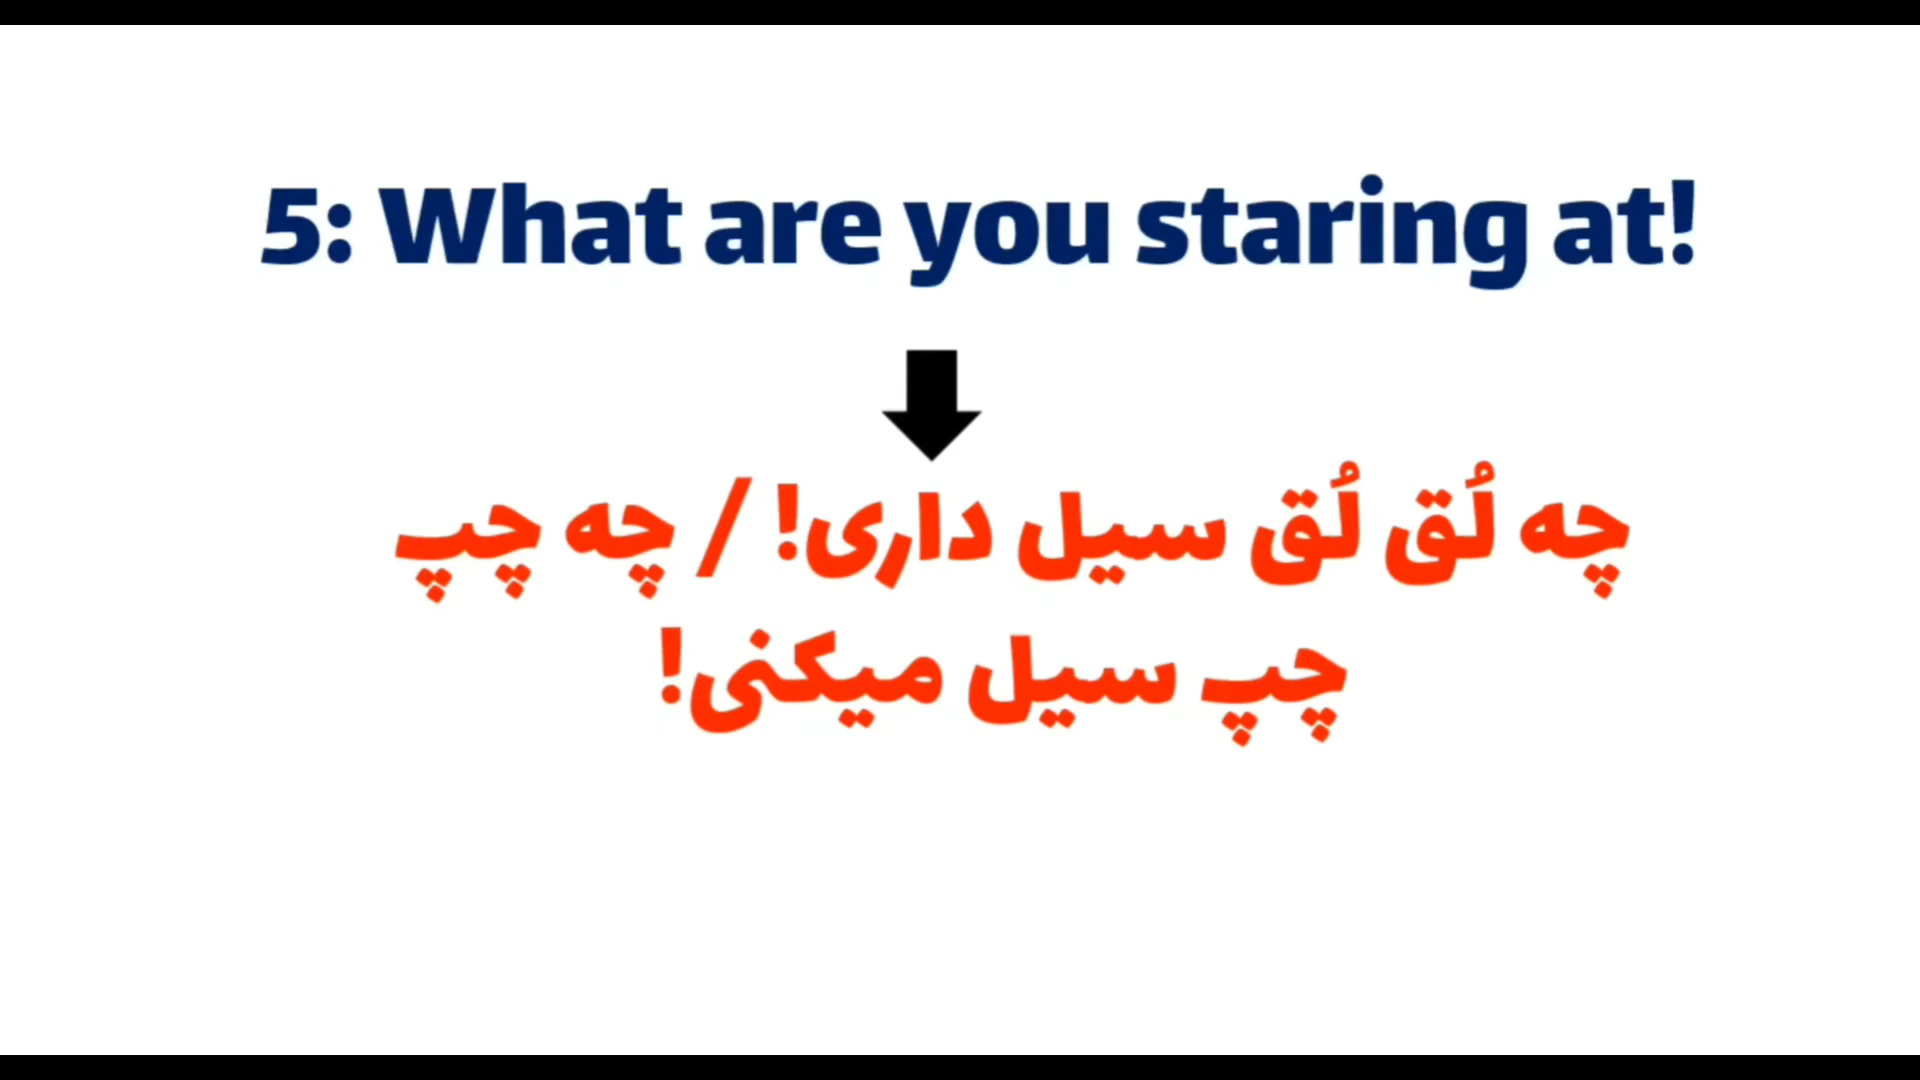 5: What are you staring at!
چه لُق لُق سیل داری! / چه چپ
چپ سیل میکنی!